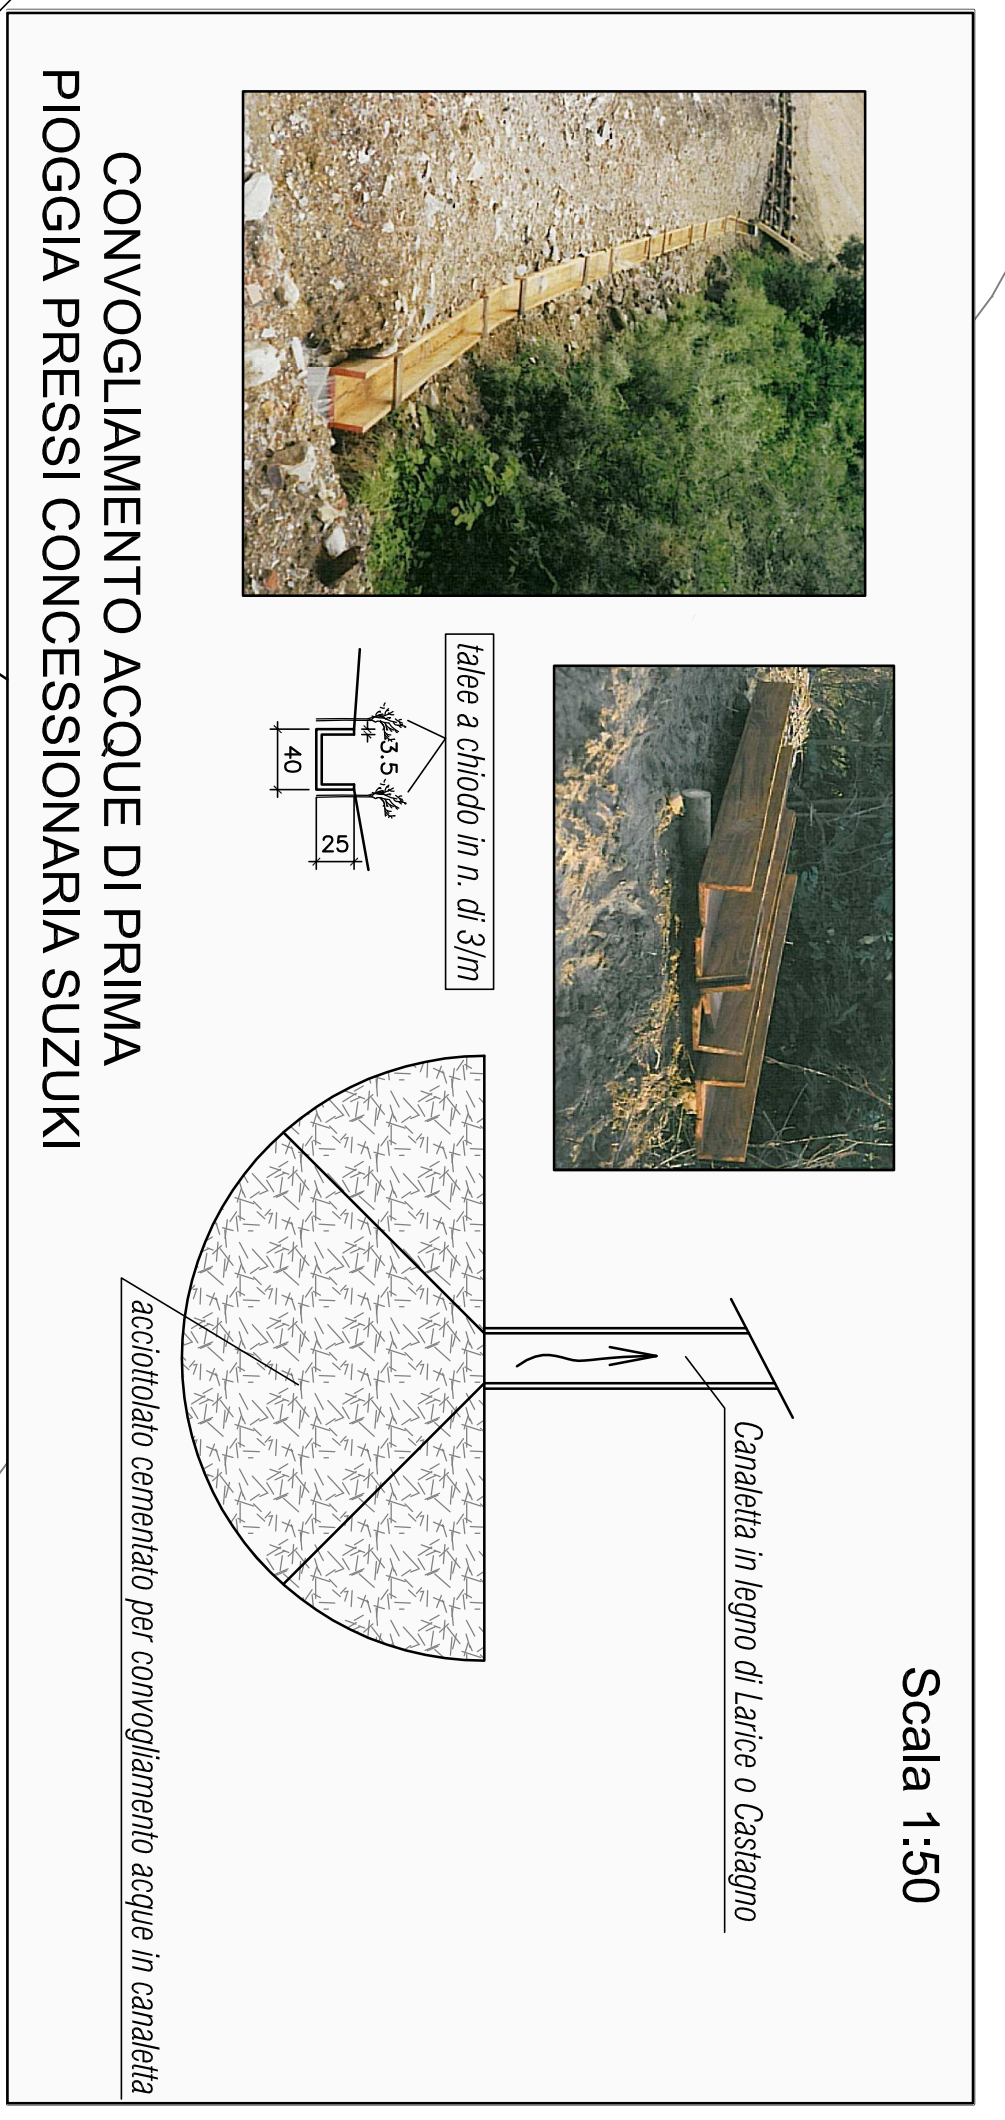 Scala 1:50
Canaletta in legno di Larice o Castagno
talee a chiodo in n. di 3/m
3.5
25
40
acciottolato cementato per convogliamento acque in canaletta
CONVOGLIAMENTO ACQUE DI PRIMA
PIOGGIA PRESSI CONCESSIONARIA SUZUKI